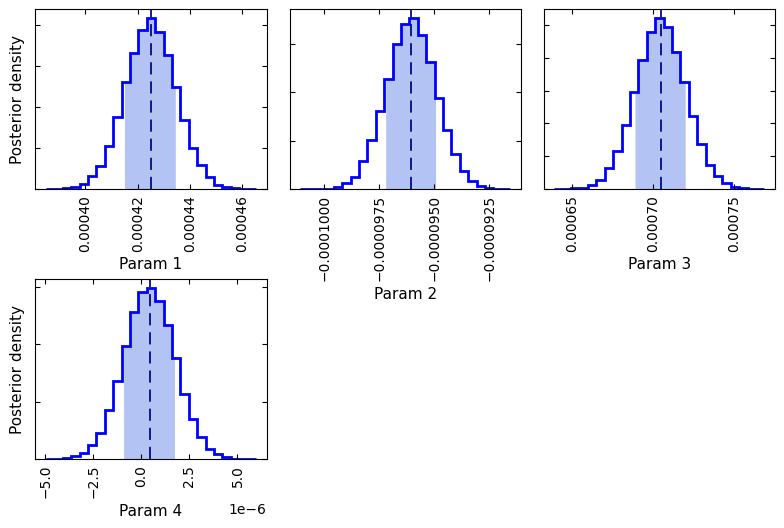 Posterior density
0.00040
0.00042
0.00044
0.00046
Param 1
−0.0001000
−0.0000975
−0.0000950
−0.0000925
Param 2
0.00065
0.00070
0.00075
Param 3
Posterior density
−5.0
−2.5
0.0
2.5
5.0
1e−6
Param 4